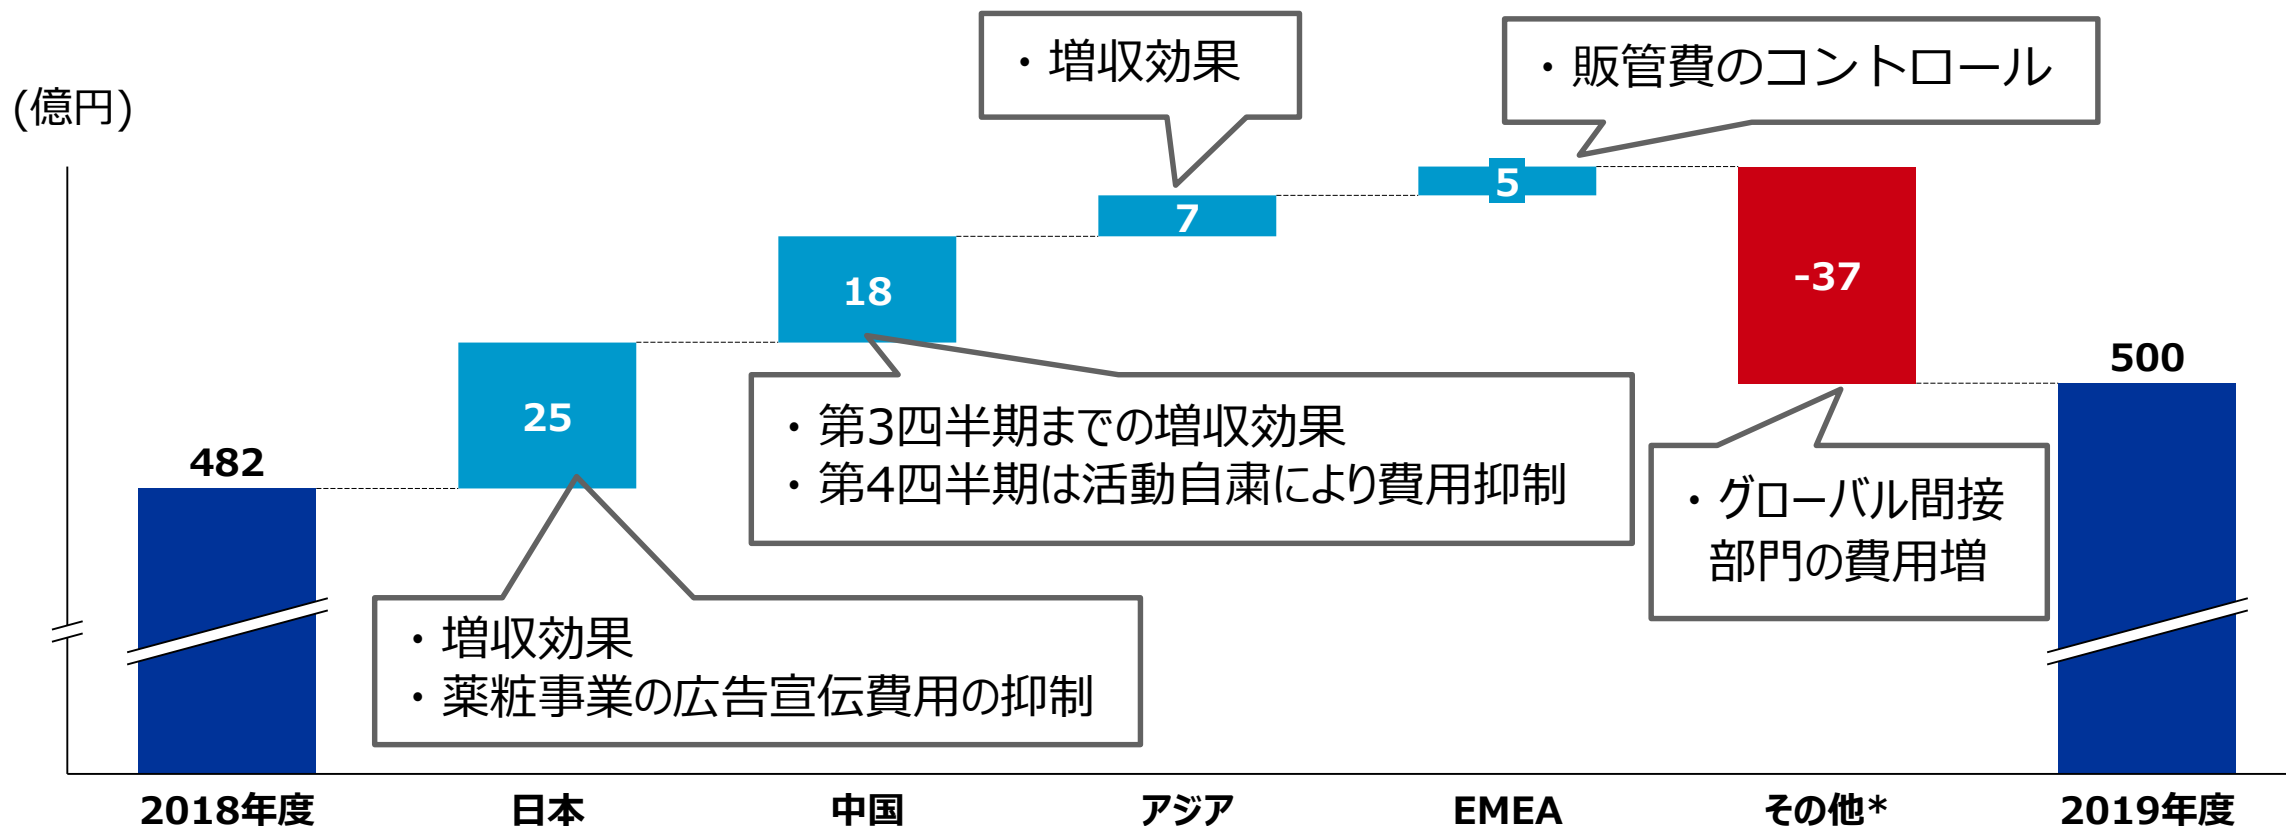 (億円)
・増収効果
・販管費のコントロール
5
7
18
-37
25
482
500
・第3四半期までの増収効果
・第4四半期は活動自粛により費用抑制
・グローバル間接
部門の費用増
・増収効果
・薬粧事業の広告宣伝費用の抑制
2018年度
日本
中国
アジア
EMEA
その他*
2019年度